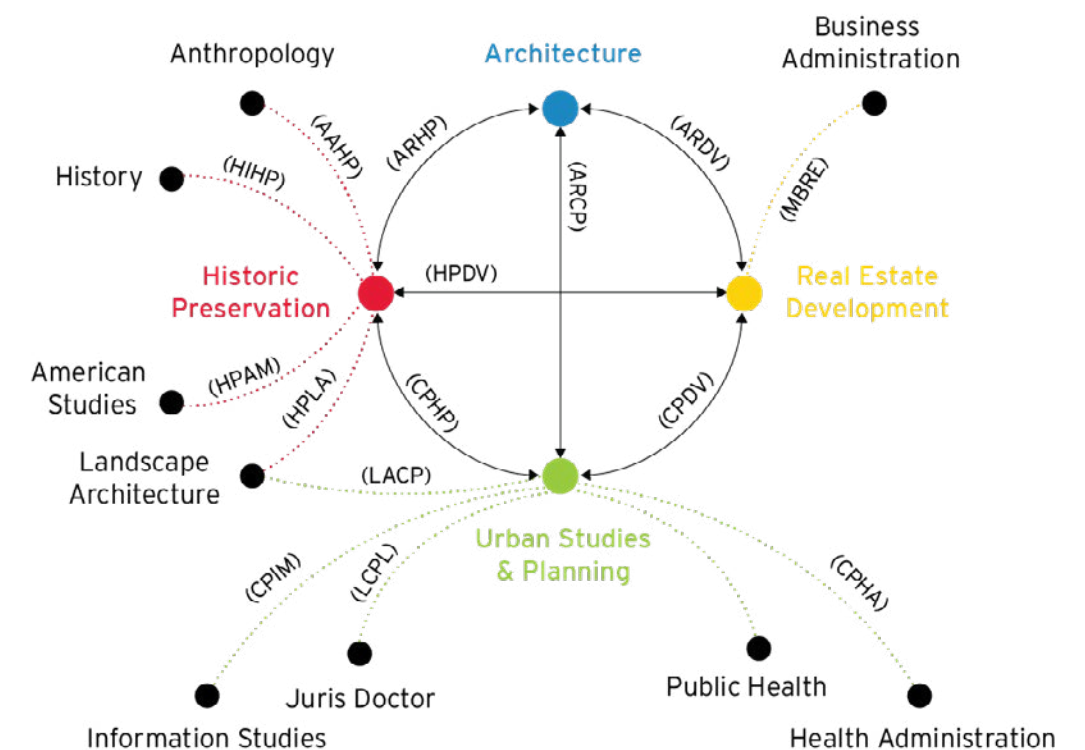 Anthropology
Architecture
Business
Administration
(AAHP)
(ARHP)
(ARDV)
(HIHP)
(ARCP)
(MBRE)
History
Historic
Preservation
(HPDV)
Real Estate
Development
American
Studies
(HPAM)
(HPLA)
(CPHP)
(CPDV)
Landscape
Architecture
(LACP)
Urban Studies
& Planning
(CPIM)
(LCPL)
(CPHA)
Juris Doctor
Public Health
Information Studies
Health Administration